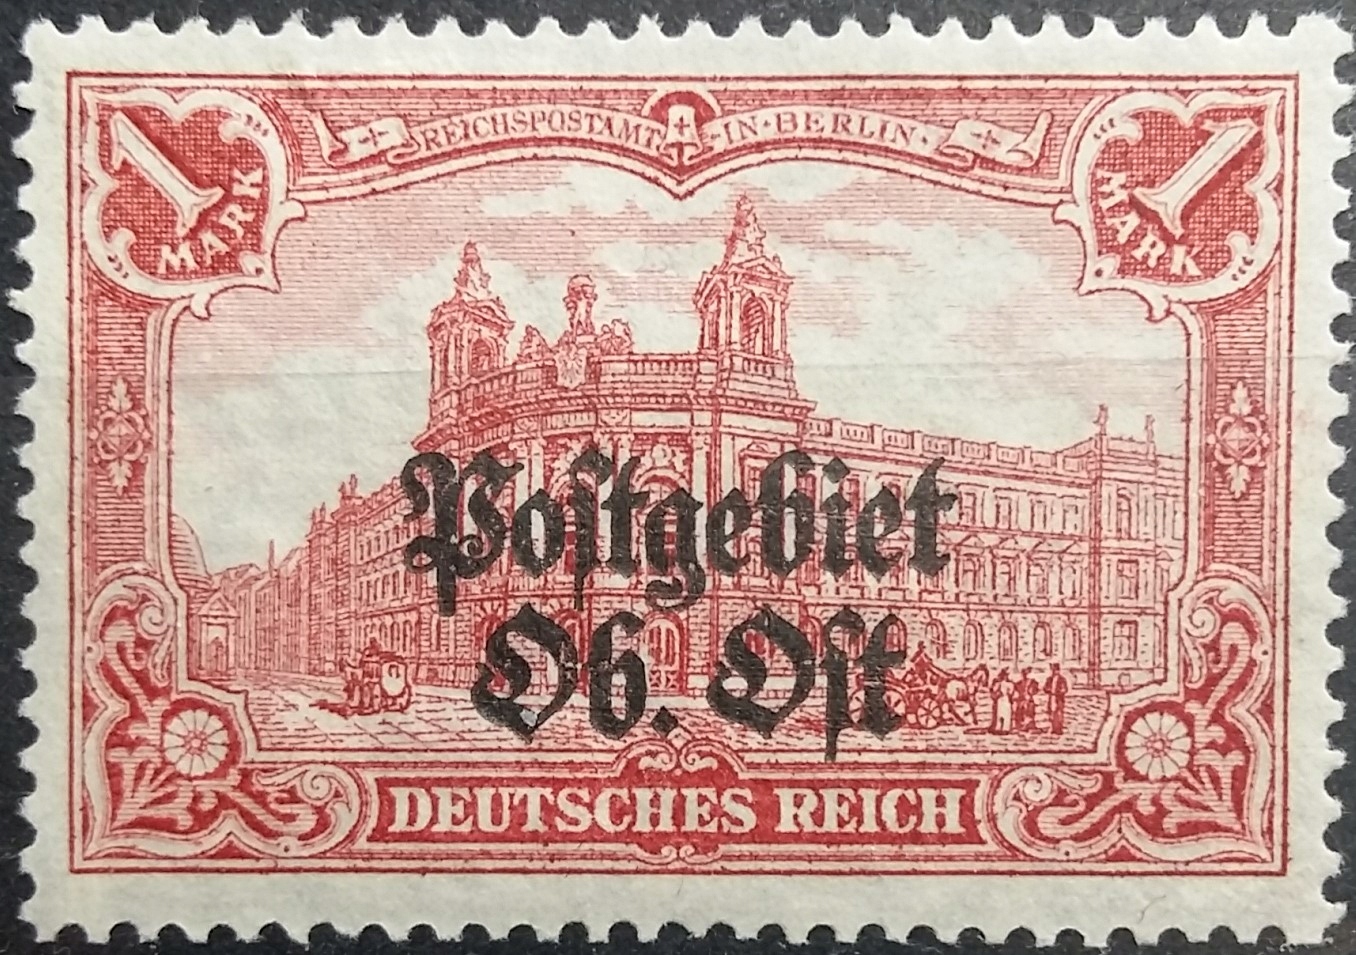 1 MARK
REICHSPOSTAMT IN·BERLIN·
1 MARK
Postgebiet
Ob. Ost
DEUTSCHES REICH